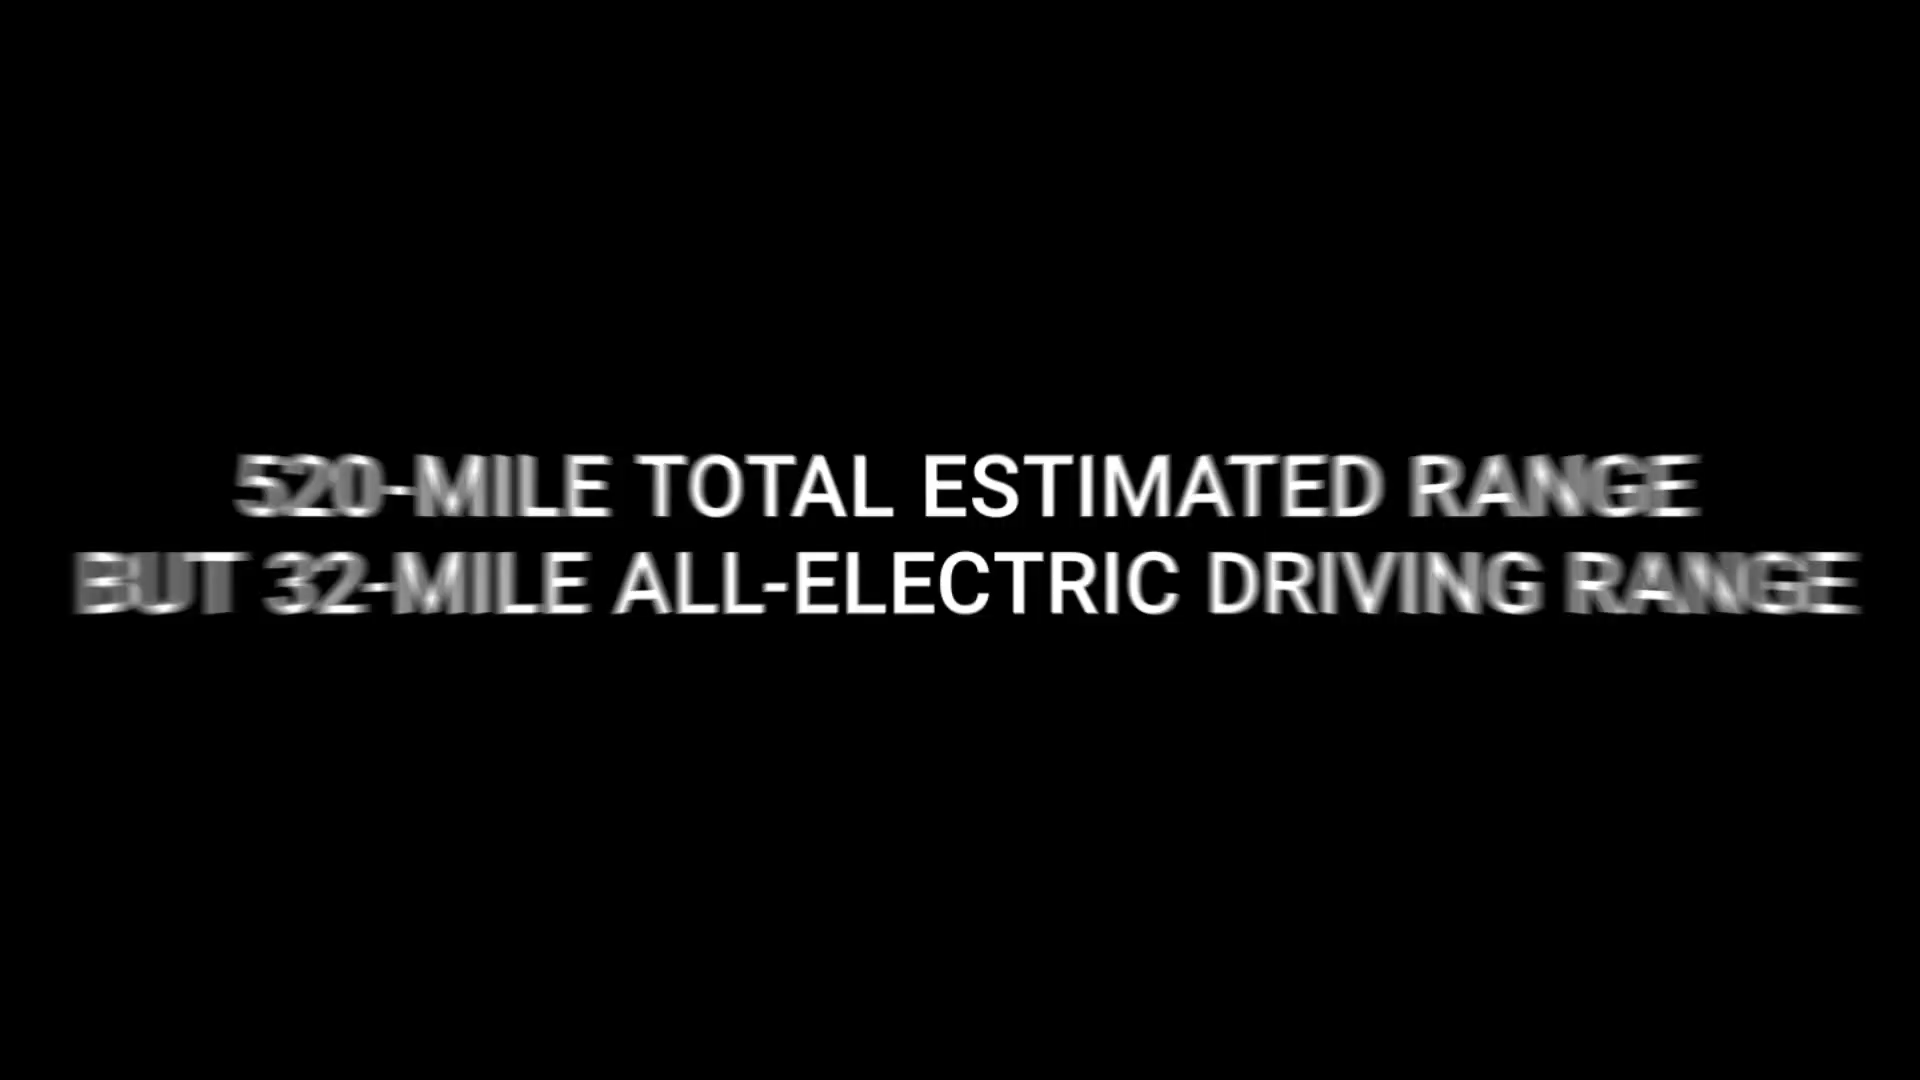 520-MILE TOTAL ESTIMATED RANGE
BUT 32-MILE ALL-ELECTRIC DRIVING RANGE